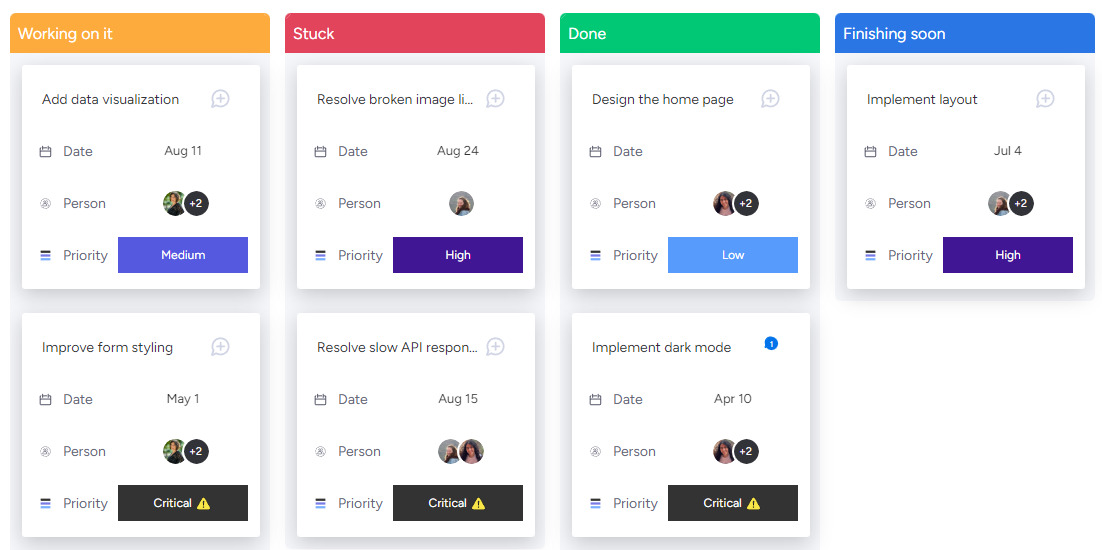 Working on it
Add data visualization
Date Aug 11
Person +2
Priority Medium
Improve form styling
Date May 1
Person +2
Priority Critical ⚠️
Stuck
Resolve broken image li...
Date Aug 24
Person
Priority High
Resolve slow API respon...
Date Aug 15
Person
Priority Critical ⚠️
Done
Design the home page
Date
Person +2
Priority Low
Implement dark mode 1
Date Apr 10
Person +2
Priority Critical ⚠️
Finishing soon
Implement layout
Date Jul 4
Person +2
Priority High